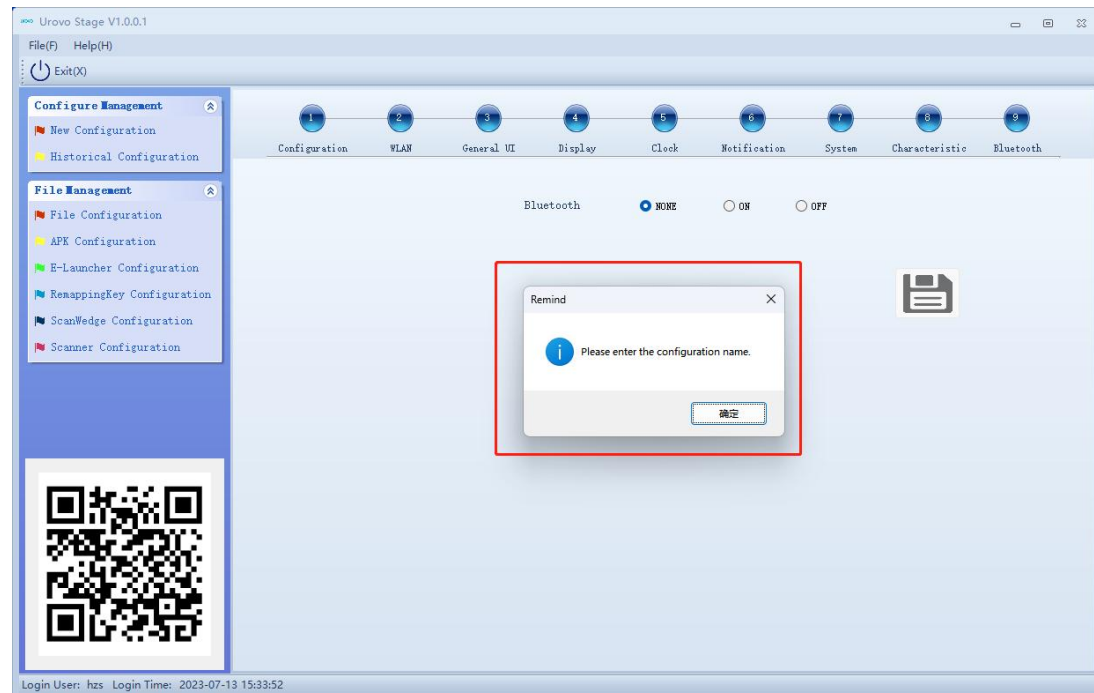 Urovo Stage V1.0.0.1
File(F) Help(H)
Exit(X)
Configure Management
New Configuration
Historical Configuration
File Management
File Configuration
APK Configuration
E-Launcher Configuration
RemappingKey Configuration
ScanWedge Configuration
Scanner Configuration
1 2 3 4 5 6 7 8 9
Configuration WLAN General UI Display Clock Notification System Characteristic Bluetooth
Bluetooth NONE ON OFF
Remind
Please enter the configuration name.
确定
Login User: hzs Login Time: 2023-07-13 15:33:52